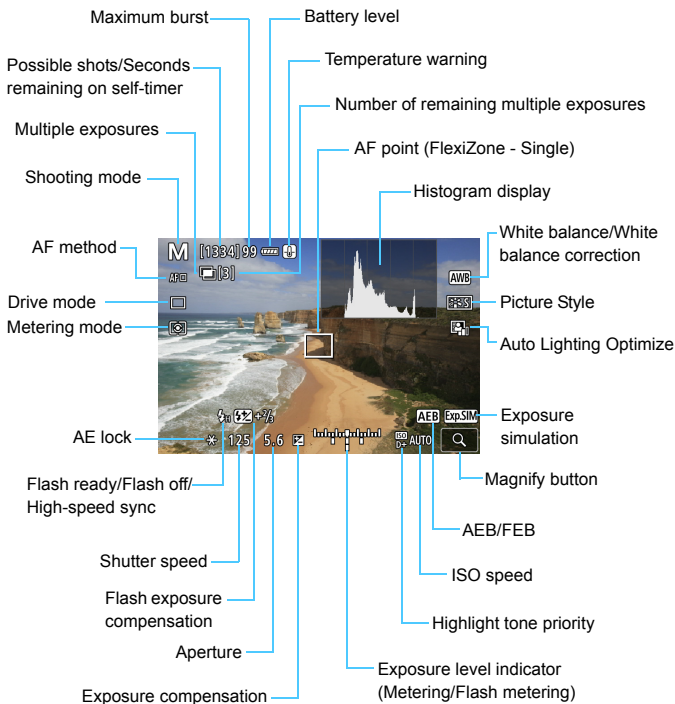 Maximum burst
Battery level
Possible shots/Seconds
remaining on self-timer
Temperature warning
Number of remaining multiple exposures
Multiple exposures
AF point (FlexiZone - Single)
Shooting mode
Histogram display
AF method
White balance/White
balance correction
Drive mode
Picture Style
Metering mode
Auto Lighting Optimize
M [1334] 99
[3]
AF
AWB
AEB Exp.SIM
+2/3
125 5.6
ISO
D+ AUTO
AE lock
Exposure
simulation
Flash ready/Flash off/
High-speed sync
Magnify button
AEB/FEB
Shutter speed
ISO speed
Flash exposure
compensation
Highlight tone priority
Aperture
Exposure level indicator
(Metering/Flash metering)
Exposure compensation